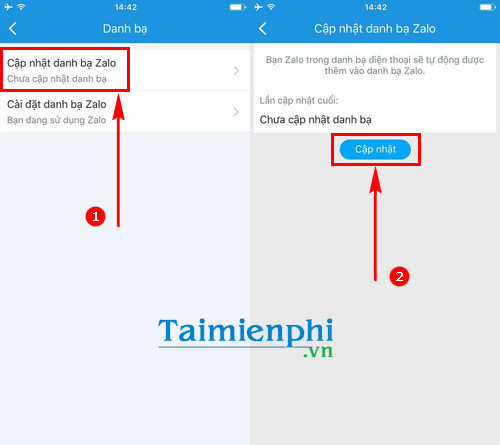 14:42
Danh bạ
Cập nhật danh bạ Zalo
Chưa cập nhật danh bạ
Cài đặt danh bạ Zalo
Bạn đang sử dụng Zalo
1
14:42
Cập nhật danh bạ Zalo
Bạn Zalo trong danh bạ điện thoại sẽ tự động được
thêm vào danh bạ Zalo.
Lần cập nhật cuối:
Chưa cập nhật danh bạ
Cập nhật
2
Taimienphi
.vn